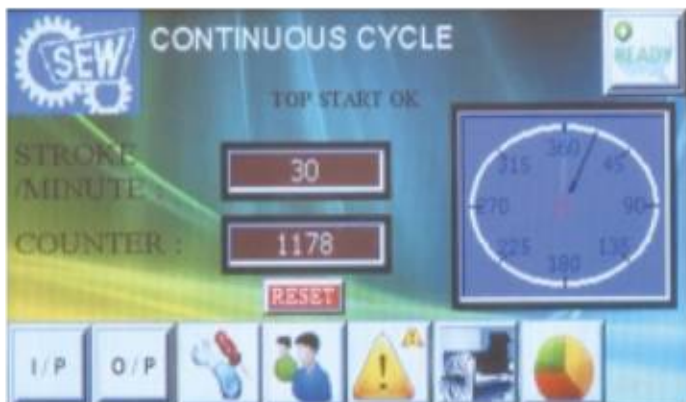 SEW
CONTINUOUS CYCLE
READY
TOP START OK
STROKE
/MINUTE :
30
COUNTER :
1178
RESET
360
45
90
135
180
225
270
315
I / P
O / P